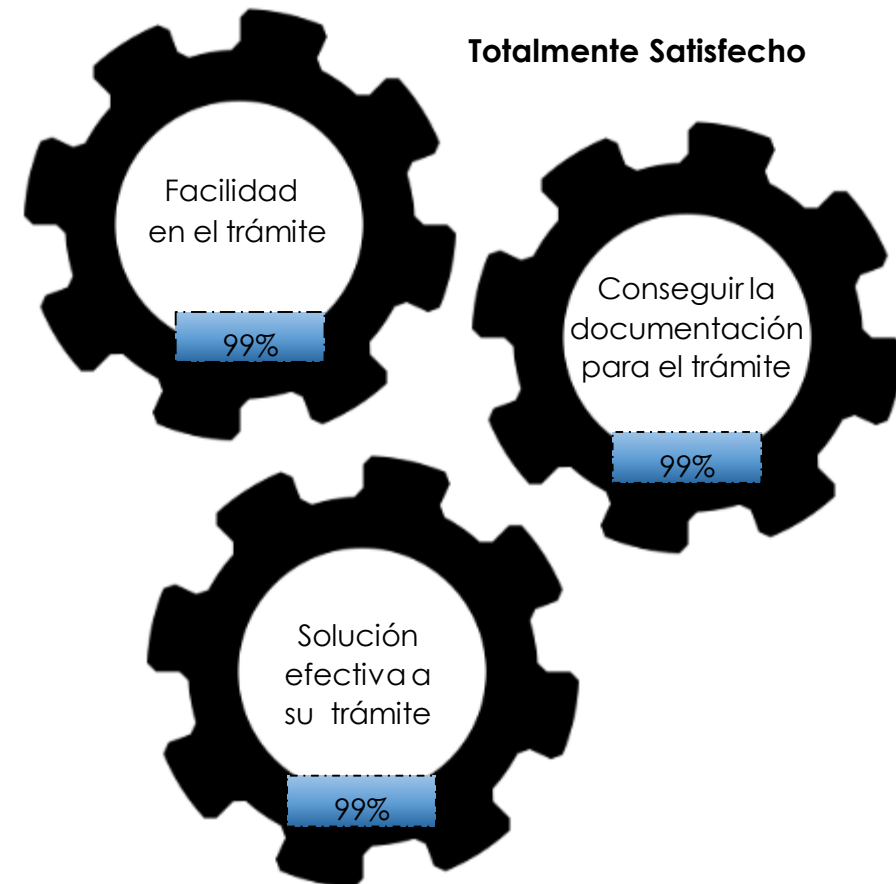 Totalmente Satisfecho
Facilidad
en el trámite
99%
Conseguir la
documentación
para el trámite
99%
Solución
efectiva a
su trámite
99%